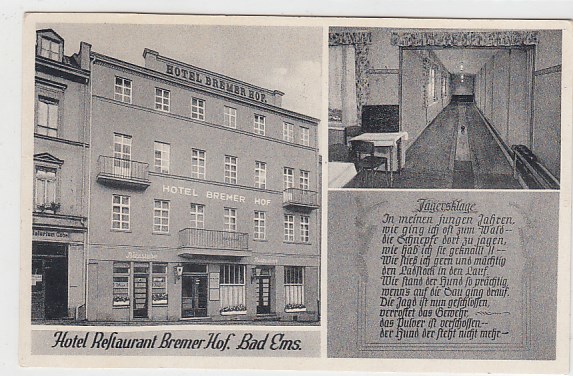 HOTEL BREMER HOF.
HOTEL BREMER HOF
Hotel Restaurant Bremer Hof. Bad Ems.
Jägersklage
In meinen jungen Jahren,
wie ging ich oft zum Wald —
die Schnepfe dort zu jagen,
wie hab ich sie geknallt!! —
Wie stieß ich gern und mächtig
den Ladstock in den Lauf.
Wie stand der Hund so prächtig
wenn's auf die Sau ging drauf.
Die Jagd ist nun geschlossen,
verrostet das Gewehr
das Pulver ist verschossen —
der Hund der steht nicht mehr —